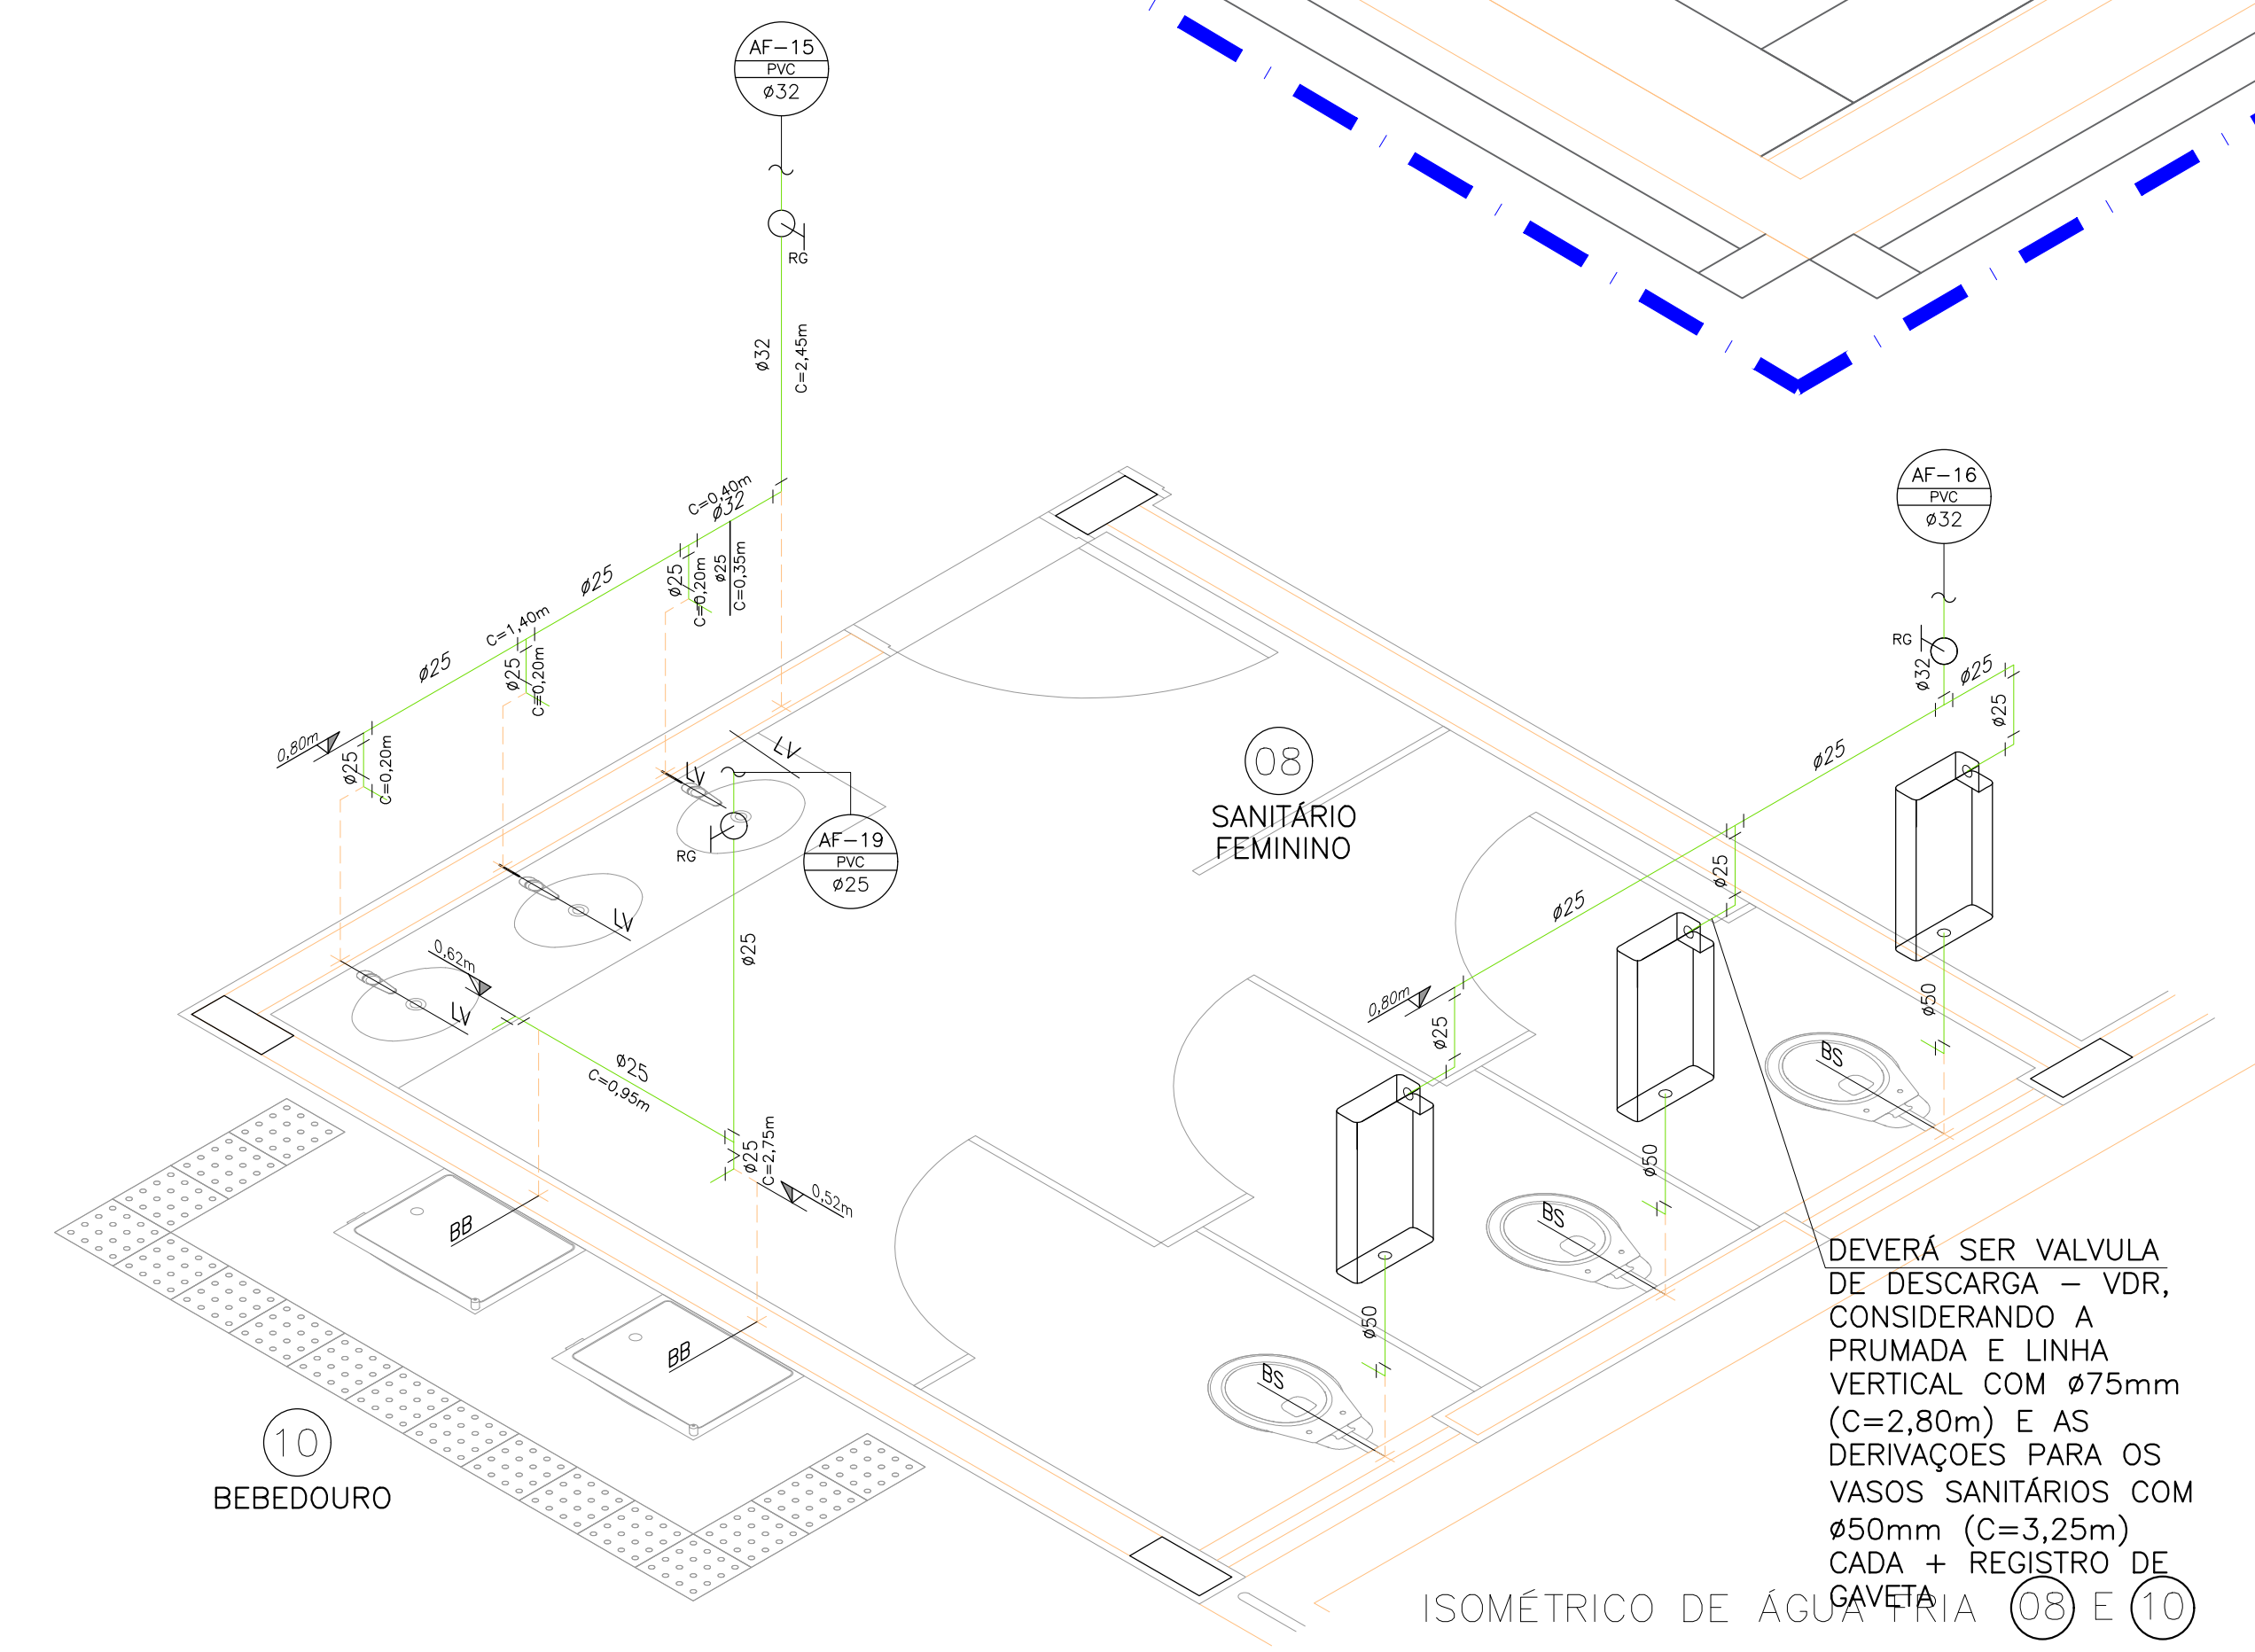 AF-15
PVC
ø32
RG
ø32
C=2,45m
C=0,40m
ø32
ø25
C=0,20m
ø25
C=0,35m
ø25
C=1,40m
ø25
C=0,20m
ø25
0,80m
ø25
C=0,20m
AF-16
PVC
ø32
RG
ø32
ø25
ø25
ø25
ø25
ø25
0,80m
ø25
LV
LV
LV
LV
08
SANITÁRIO
FEMININO
AF-19
PVC
ø25
RG
ø25
0,62m
ø25
C=0,95m
ø25
C=2,75m
0,52m
BB
BB
10
BEBEDOURO
ø50
ø50
ø50
BS
BS
BS
DEVERÁ SER VALVULA
DE DESCARGA – VDR,
CONSIDERANDO A
PRUMADA E LINHA
VERTICAL COM ø75mm
(C=2,80m) E AS
DERIVAÇOES PARA OS
VASOS SANITÁRIOS COM
ø50mm (C=3,25m)
CADA + REGISTRO DE
GAVETA
ISOMÉTRICO DE ÁGUA FRIA 08 E 10